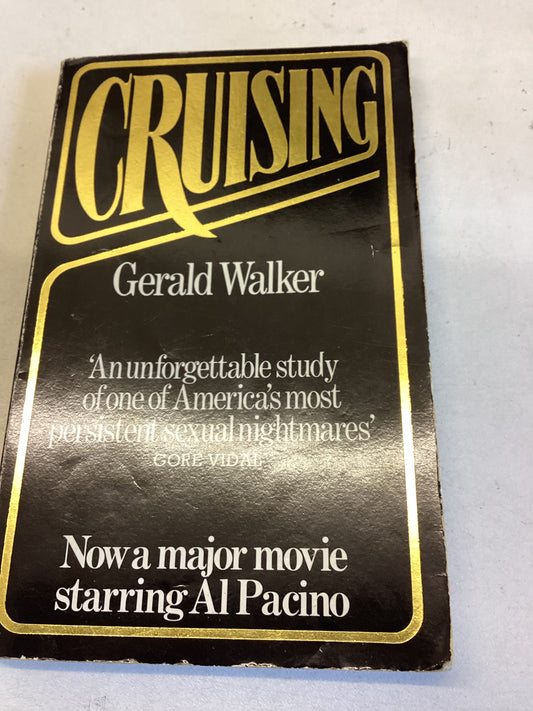 CRUISING
Gerald Walker
'An unforgettable study
of one of America's most
persistent sexual nightmares'
GORE VIDAL
Now a major movie
starring Al Pacino